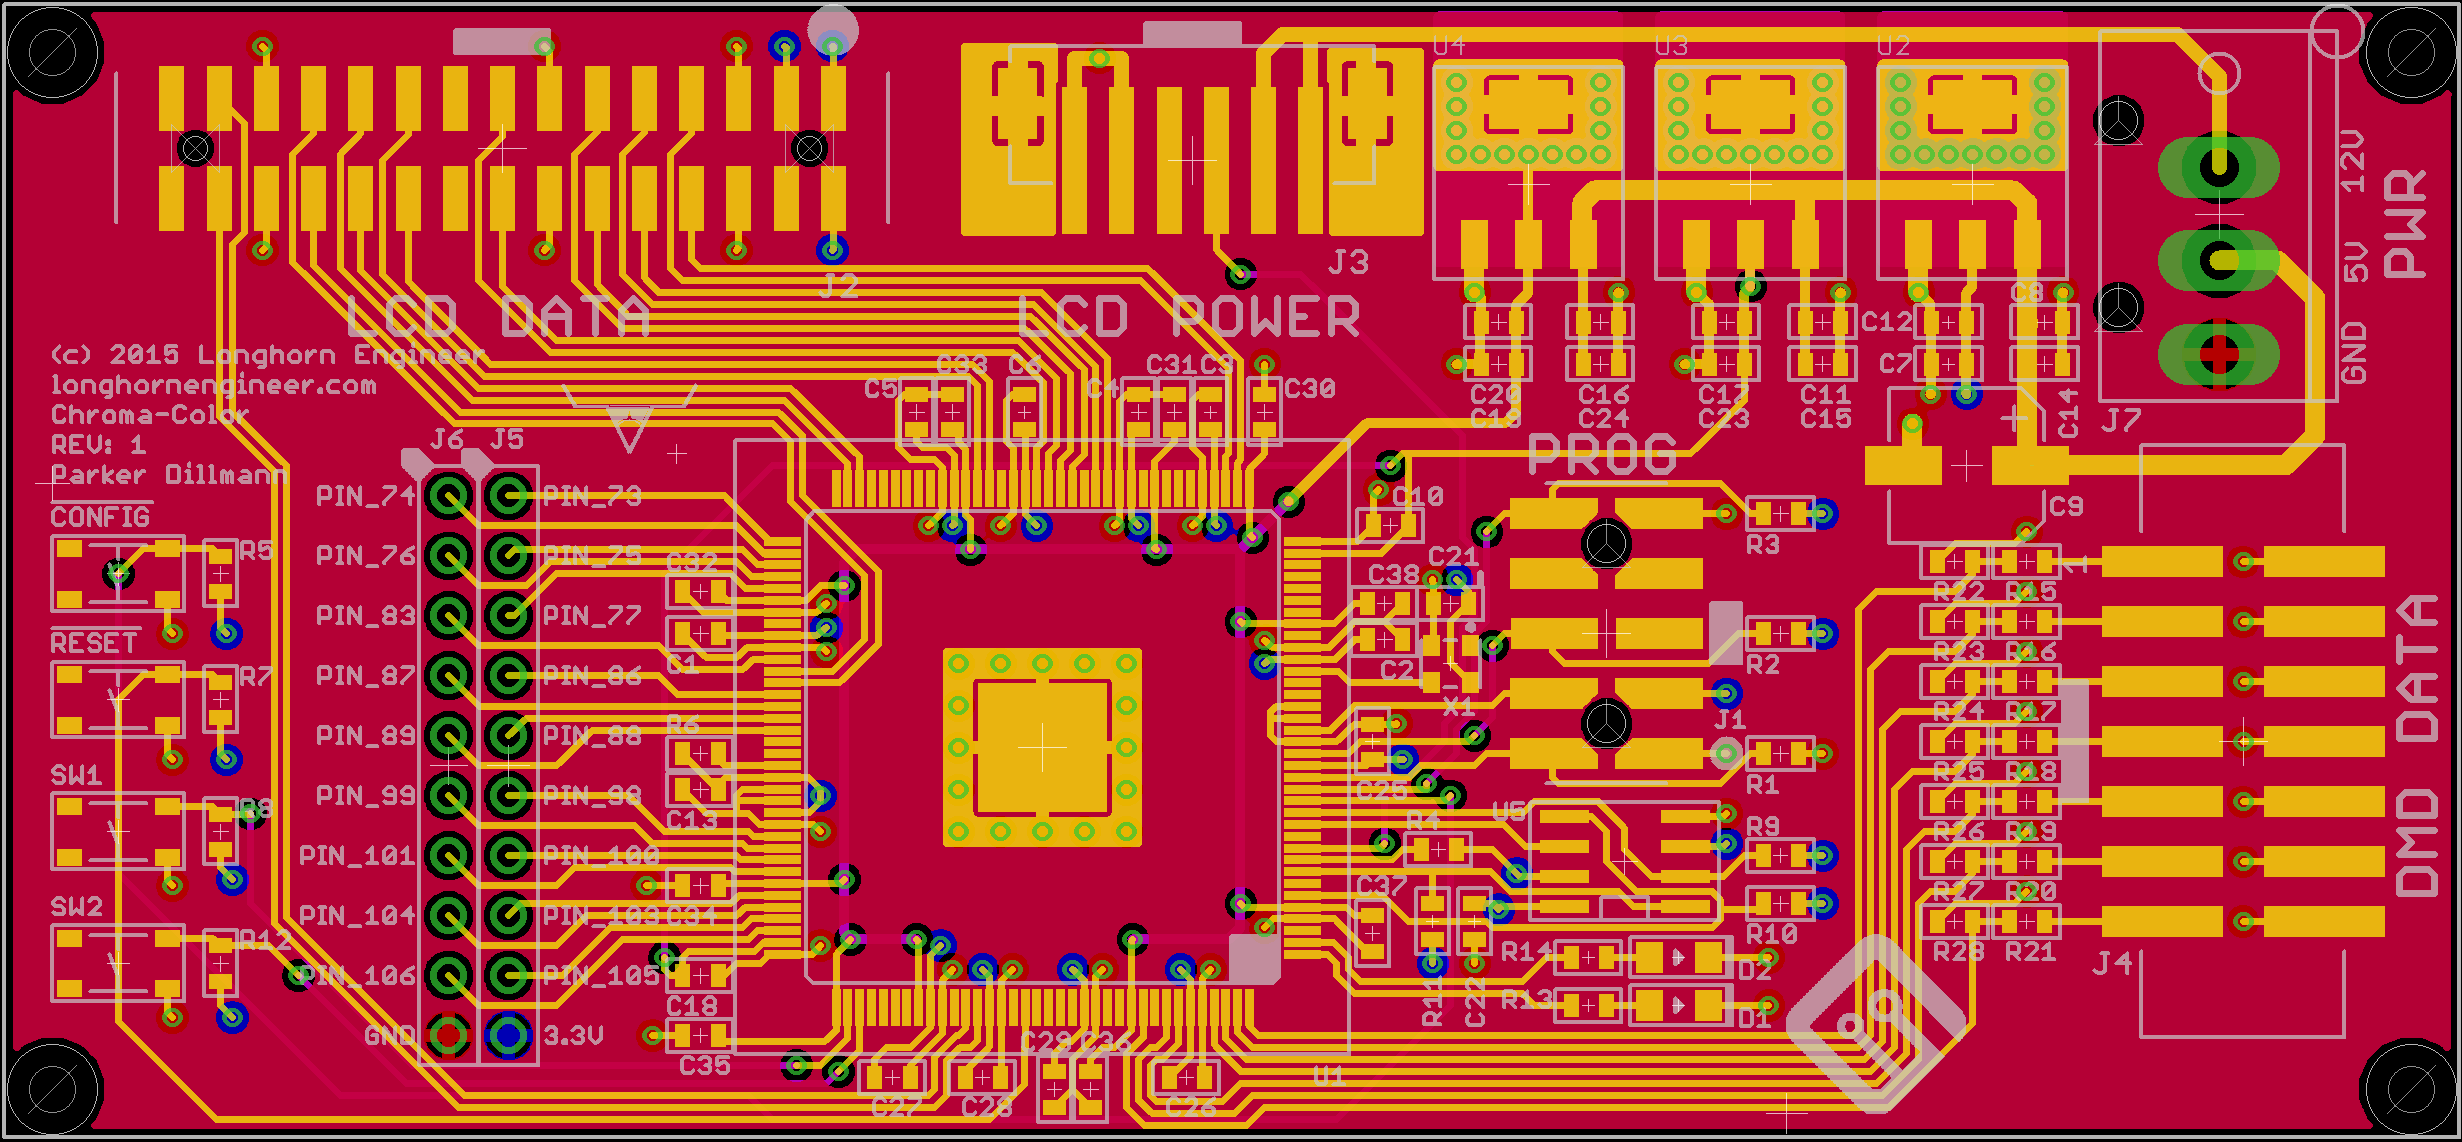 U4
U3
U2
12V
5V
GND
PWR
J3
J2
LCD DATA
LCD POWER
C8
C12
C7
C14
J7
(c) 2015 Longhorn Engineer
longhornengineer.com
Chroma-Color
REV: 1
Parker Dillmann
C33
C6
C31
C3
C5
C4
C30
C20
C19
C16
C24
C17
C23
C11
C15
J6
J5
PROG
C9
C10
PIN_74
PIN_73
PIN_76
PIN_75
PIN_83
PIN_77
PIN_87
PIN_86
PIN_89
PIN_88
PIN_99
PIN_98
PIN_101
PIN_100
PIN_104
PIN_103
PIN_106
PIN_105
GND
3.3V
CONFIG
R5
RESET
R7
SW1
R8
SW2
R12
C32
C1
R6
C13
C34
C18
C35
C21
C38
C2
X1
C25
R4
C37
R11
C22
U5
R3
R2
J1
R1
R9
R10
R14
D2
R13
D1
R22
R15
R23
R16
R24
R17
R25
R18
R26
R19
R27
R20
R28
R21
1
J4
DMD DATA
C29
C36
C27
C28
C26
U1